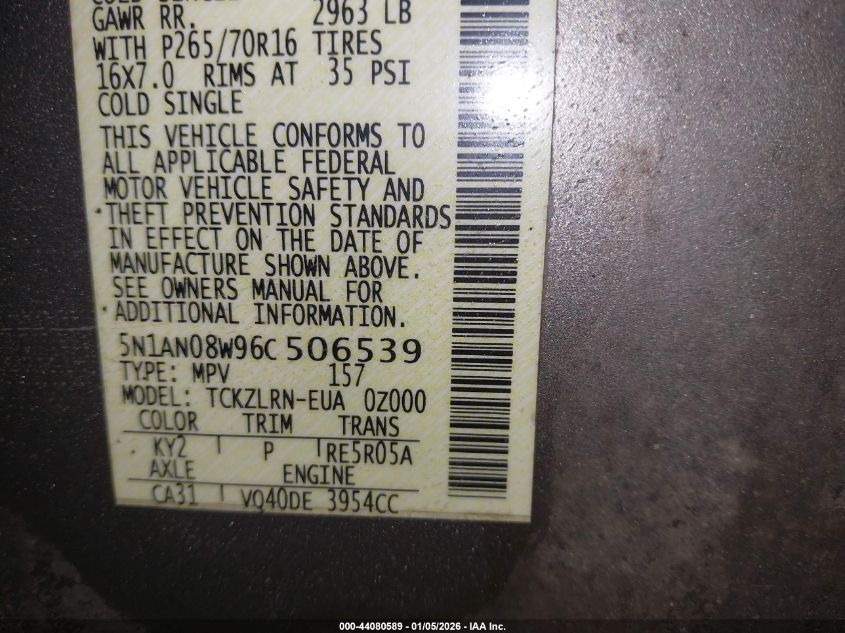 GAWR RR. 2963 LB
WITH P265/70R16 TIRES
16x7.0 RIMS AT 35 PSI
COLD SINGLE
THIS VEHICLE CONFORMS TO
ALL APPLICABLE FEDERAL
MOTOR VEHICLE SAFETY AND
THEFT PREVENTION STANDARDS
IN EFFECT ON THE DATE OF
MANUFACTURE SHOWN ABOVE.
SEE OWNERS MANUAL FOR
ADDITIONAL INFORMATION.
5N1AN08W96C506539
TYPE: MPV 157
MODEL: TCKZLRN-EUA 0Z000
COLOR TRIM TRANS
KY2 P RE5R05A
AXLE ENGINE
CA31 VQ40DE 3954CC
000-44080589 - 01/05/2026 - IAA Inc.